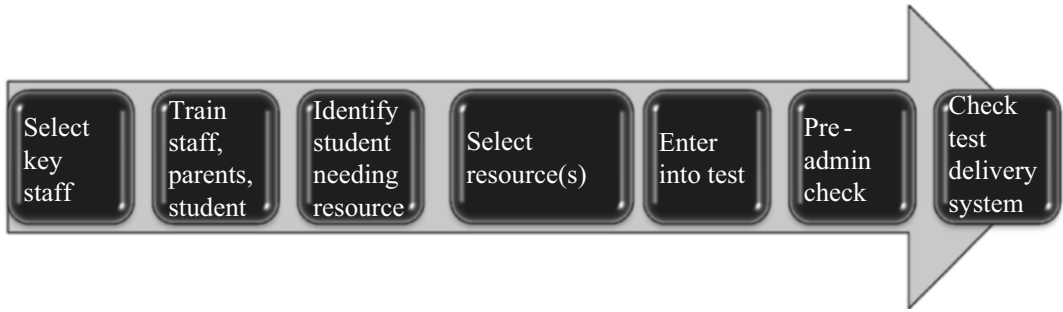 Select
key
staff
Train
staff,
parents,
student
Identify
student
needing
resource
Select
resource(s)
Enter
into test
Pre-
admin
check
Check
test
delivery
system